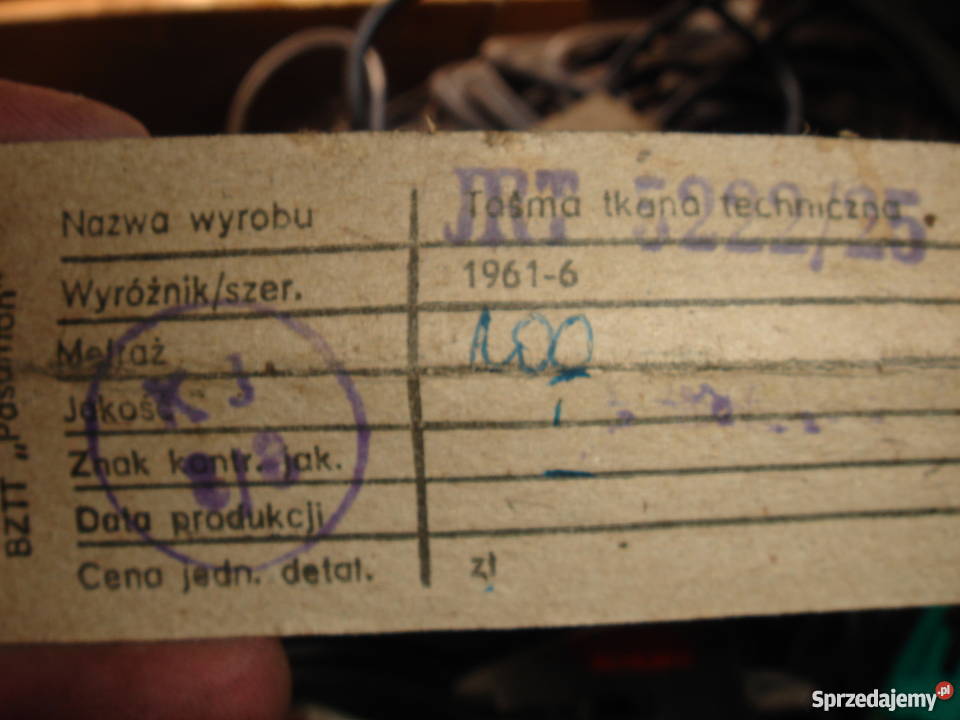 BZTT „Pasamon"
JRT 5222/25
Nazwa wyrobu Taśma tkana techniczna
Wyróżnik/szer. 1961-6
Metraż 100
Jakość I
Znak kontr. jak.
Data produkcji
Cena jedn. detal. zł
KJ
Sprzedajemy.pl